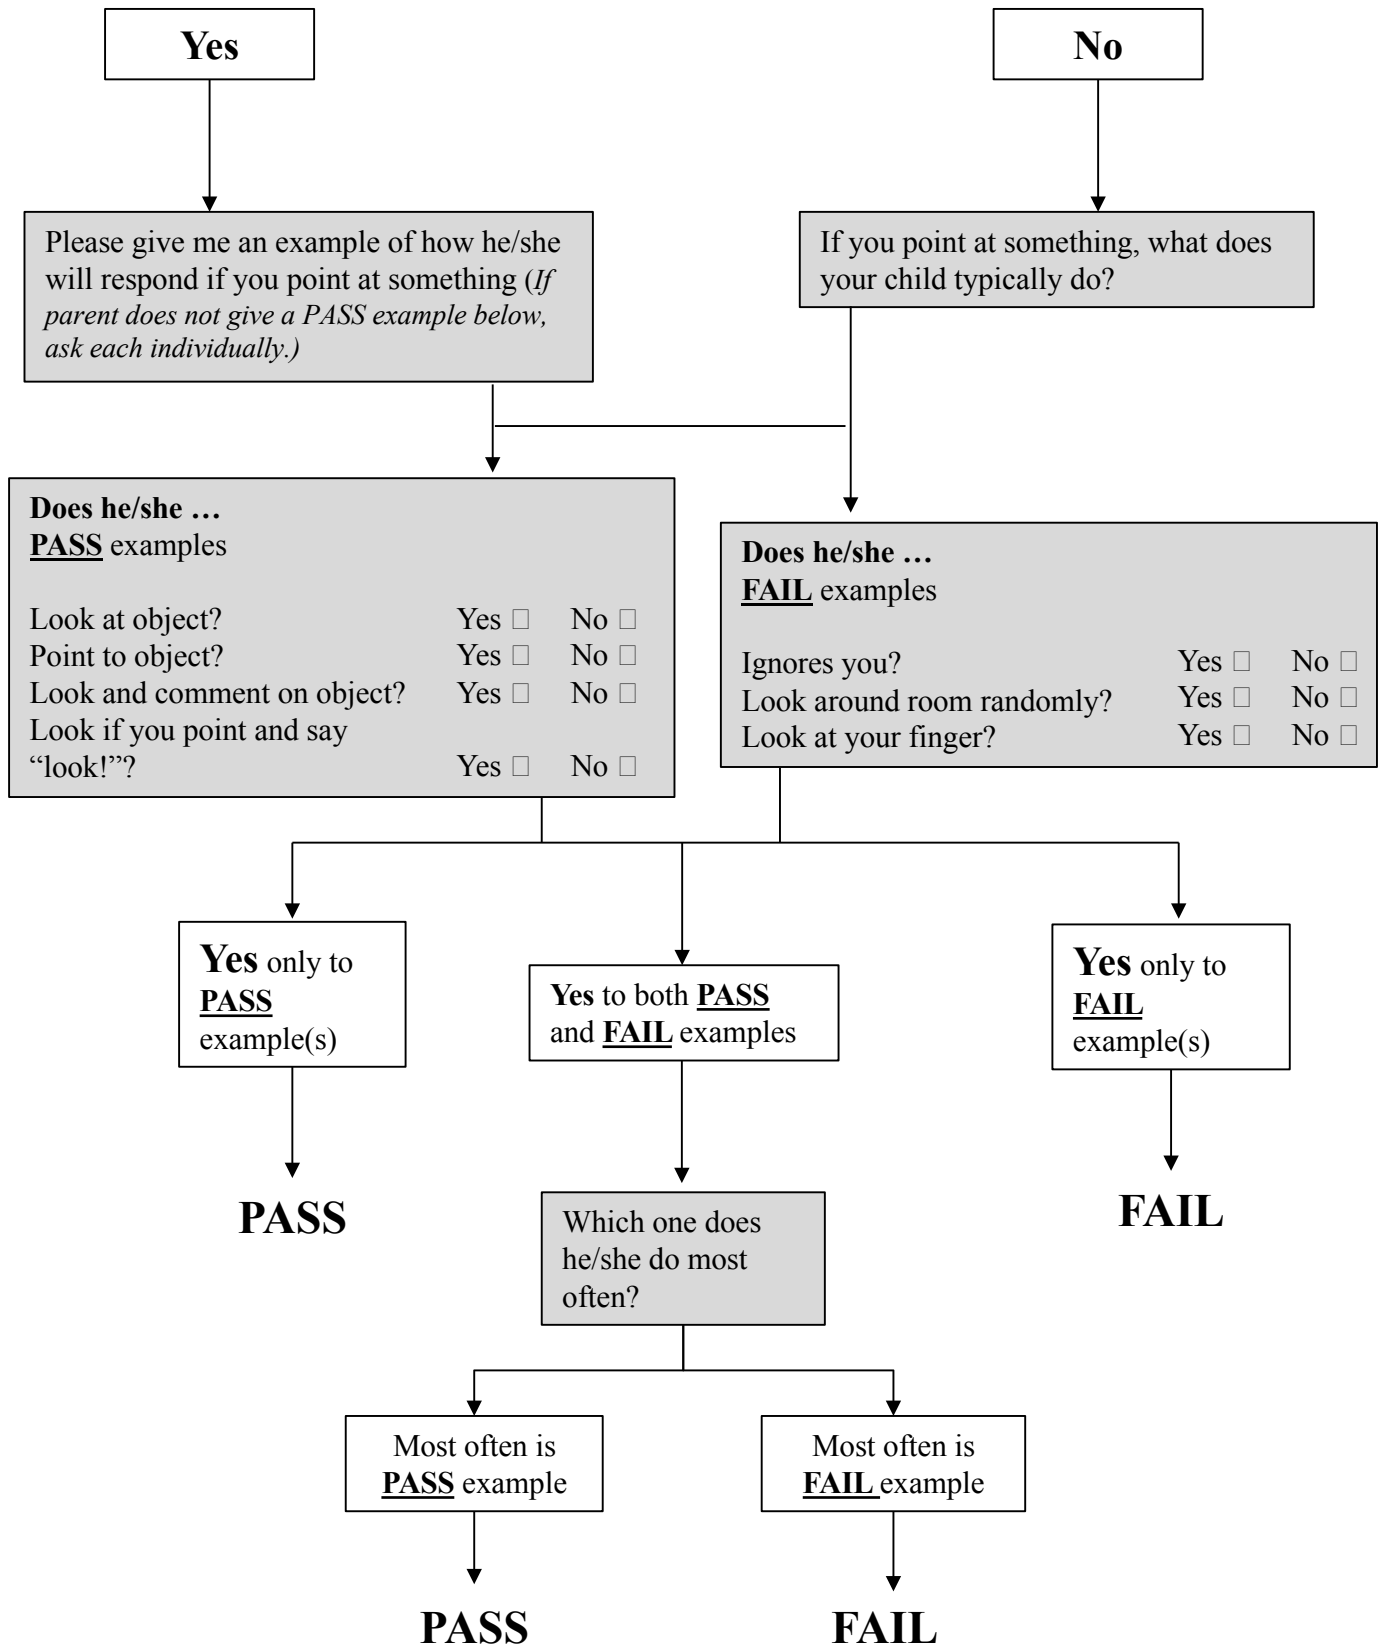 Yes
No
Please give me an example of how he/she
will respond if you point at something (If
parent does not give a PASS example below,
ask each individually.)
If you point at something, what does
your child typically do?
Does he/she …
PASS examples
Look at object? Yes □ No □
Point to object? Yes □ No □
Look and comment on object? Yes □ No □
Look if you point and say
“look!”? Yes □ No □
Does he/she …
FAIL examples
Ignores you? Yes □ No □
Look around room randomly? Yes □ No □
Look at your finger? Yes □ No □
Yes only to
PASS
example(s)
Yes to both PASS
and FAIL examples
Yes only to
FAIL
example(s)
PASS
FAIL
Which one does
he/she do most
often?
Most often is
PASS example
Most often is
FAIL example
PASS
FAIL